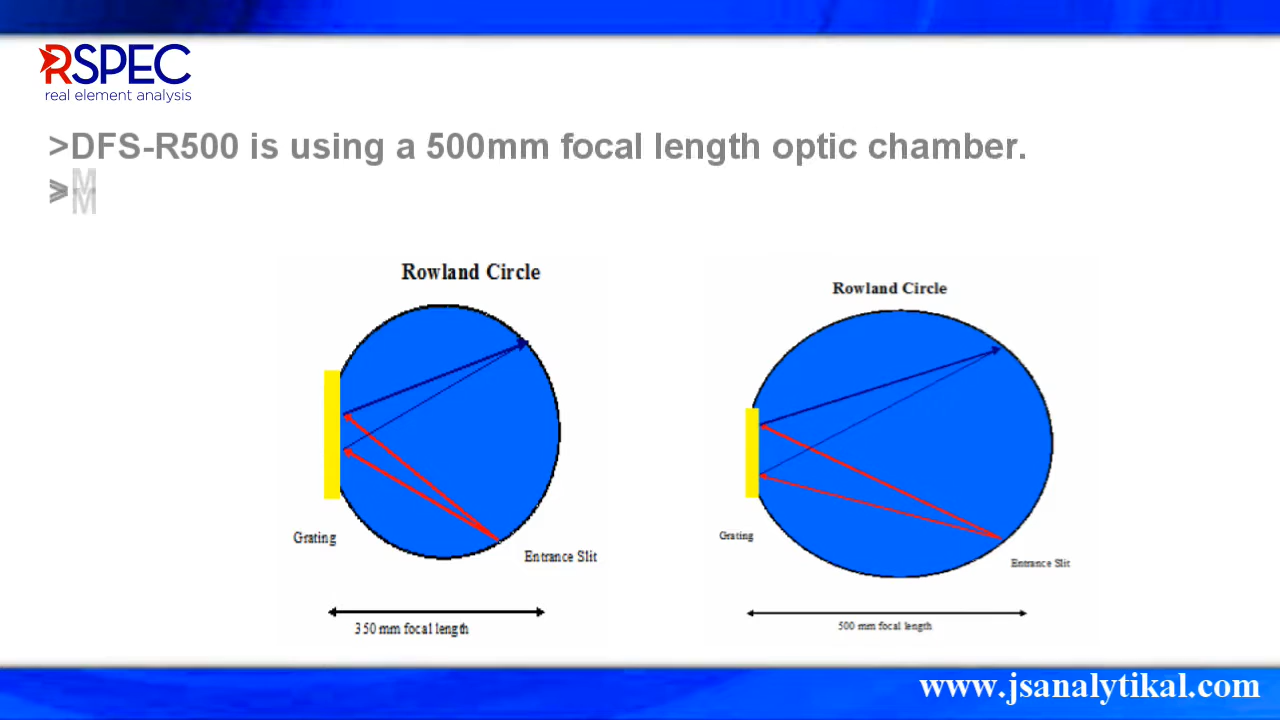 RSPEC
real element analysis
>DFS-R500 is using a 500mm focal length optic chamber.
>M
Rowland Circle
Grating
Entrance Slit
350 mm focal length
Rowland Circle
Grating
Entrance Slit
500 mm focal length
www.jsanalytikal.com